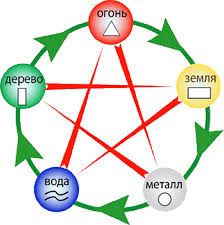 огонь
дерево
земля
вода
металл